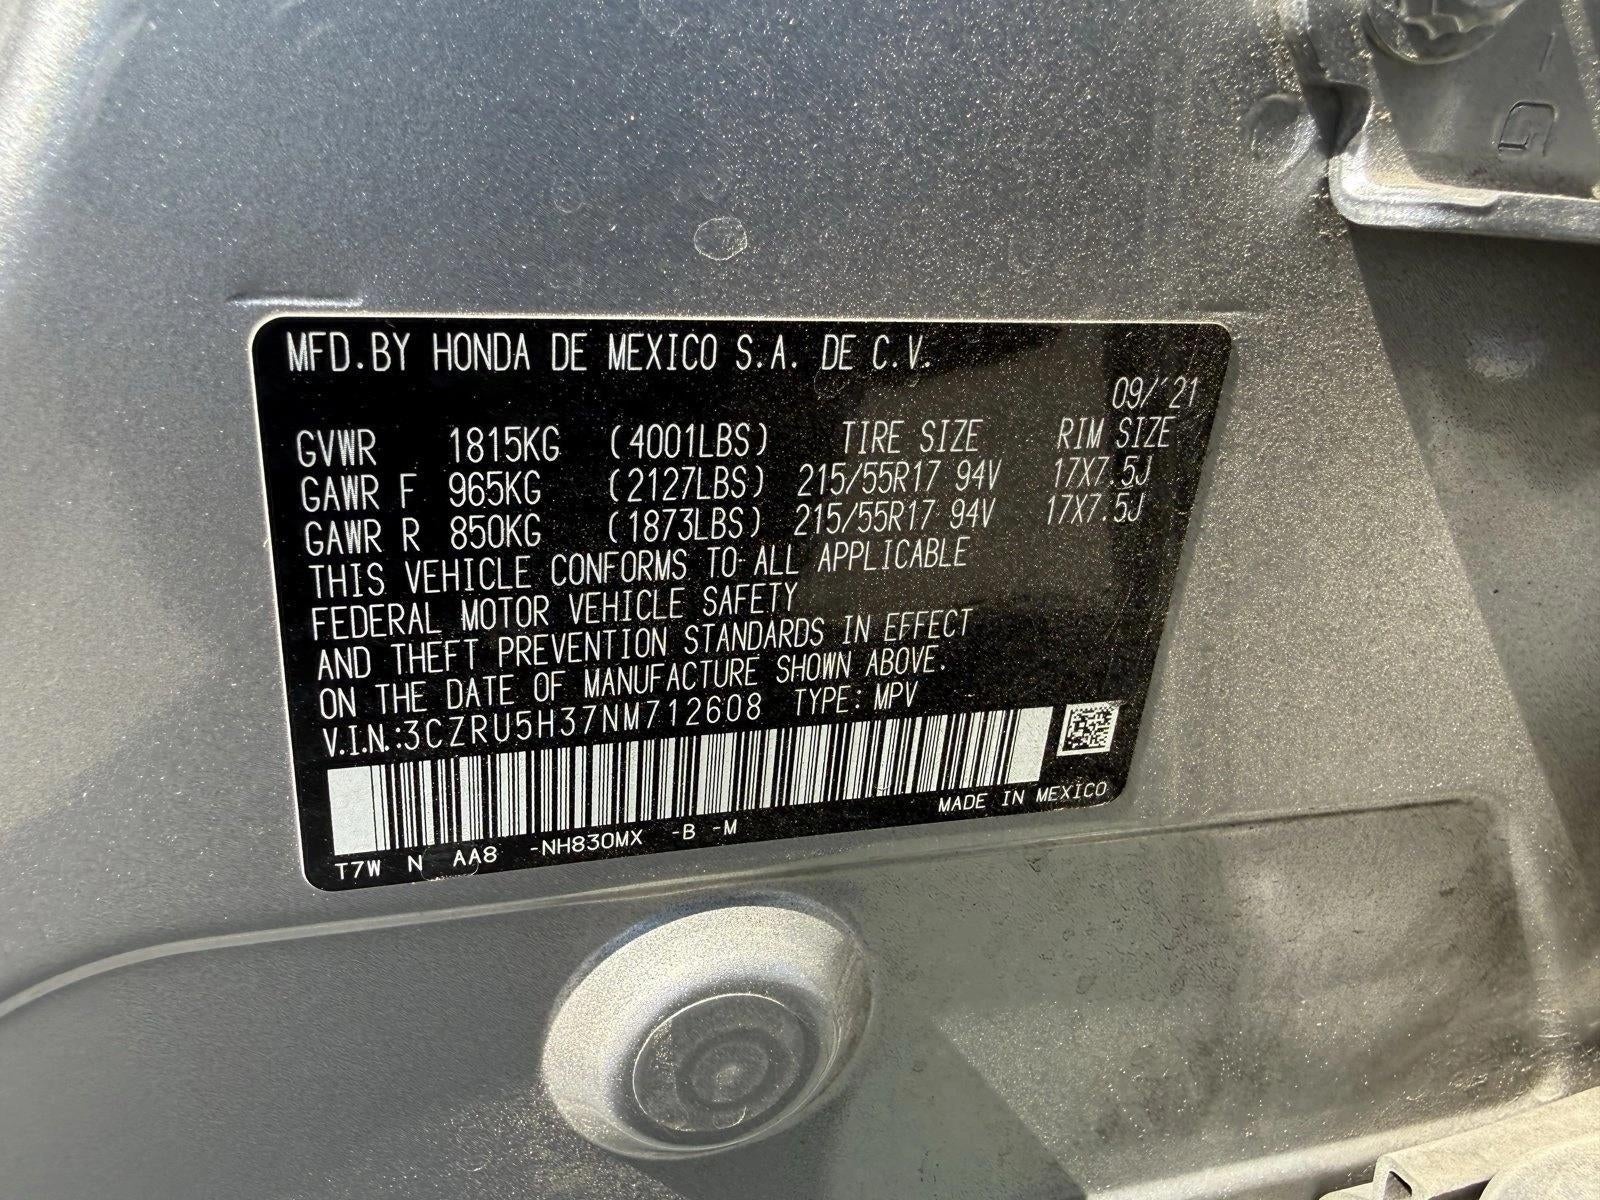 MFD.BY HONDA DE MEXICO S.A. DE C.V.
09/'21
GVWR 1815KG (4001LBS) TIRE SIZE RIM SIZE
GAWR F 965KG (2127LBS) 215/55R17 94V 17X7.5J
GAWR R 850KG (1873LBS) 215/55R17 94V 17X7.5J
THIS VEHICLE CONFORMS TO ALL APPLICABLE
FEDERAL MOTOR VEHICLE SAFETY
AND THEFT PREVENTION STANDARDS IN EFFECT
ON THE DATE OF MANUFACTURE SHOWN ABOVE.
V.I.N.:3CZRU5H37NM712608 TYPE: MPV
MADE IN MEXICO
T7W N AA8 -NH830MX -B -M